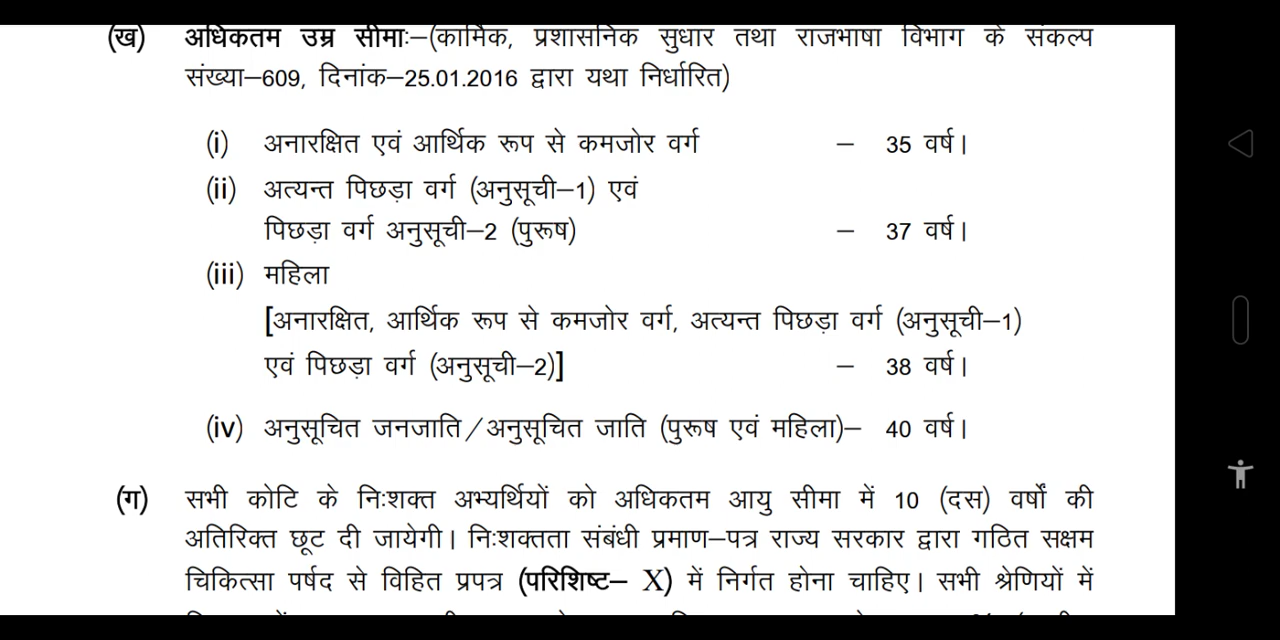 (ख) अधिकतम उम्र सीमाः–(कार्मिक, प्रशासनिक सुधार तथा राजभाषा विभाग के संकल्प
संख्या–609, दिनांक–25.01.2016 द्वारा यथा निर्धारित)
(i) अनारक्षित एवं आर्थिक रूप से कमजोर वर्ग – 35 वर्ष।
(ii) अत्यन्त पिछड़ा वर्ग (अनुसूची–1) एवं
पिछड़ा वर्ग अनुसूची–2 (पुरूष) – 37 वर्ष।
(iii) महिला
[अनारक्षित, आर्थिक रूप से कमजोर वर्ग, अत्यन्त पिछड़ा वर्ग (अनुसूची–1)
एवं पिछड़ा वर्ग (अनुसूची–2)] – 38 वर्ष।
(iv) अनुसूचित जनजाति/अनुसूचित जाति (पुरूष एवं महिला)– 40 वर्ष।
(ग) सभी कोटि के निःशक्त अभ्यर्थियों को अधिकतम आयु सीमा में 10 (दस) वर्षों की
अतिरिक्त छूट दी जायेगी। निःशक्तता संबंधी प्रमाण–पत्र राज्य सरकार द्वारा गठित सक्षम
चिकित्सा पर्षद से विहित प्रपत्र (परिशिष्ट– X) में निर्गत होना चाहिए। सभी श्रेणियों में